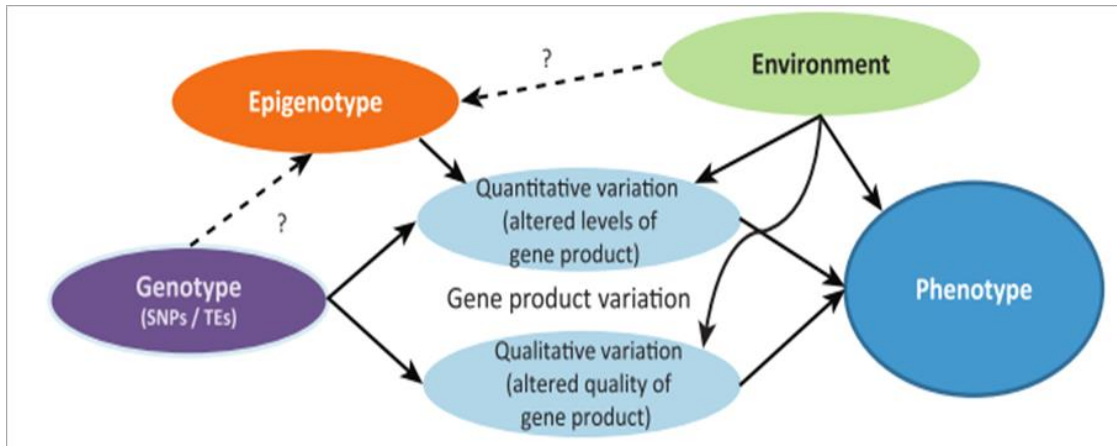 ?
Environment
Epigenotype
Quantitative variation
(altered levels of
gene product)
?
Genotype
(SNPs / TEs)
Gene product variation
Phenotype
Qualitative variation
(altered quality of
gene product)